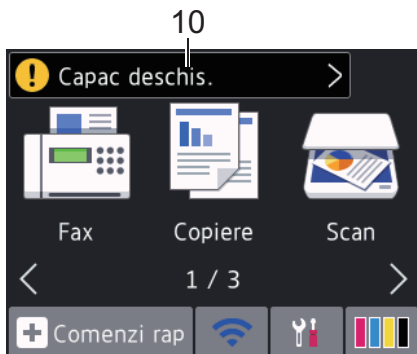 10
Capac deschis.
Fax Copiere Scan
1 / 3
Comenzi rap